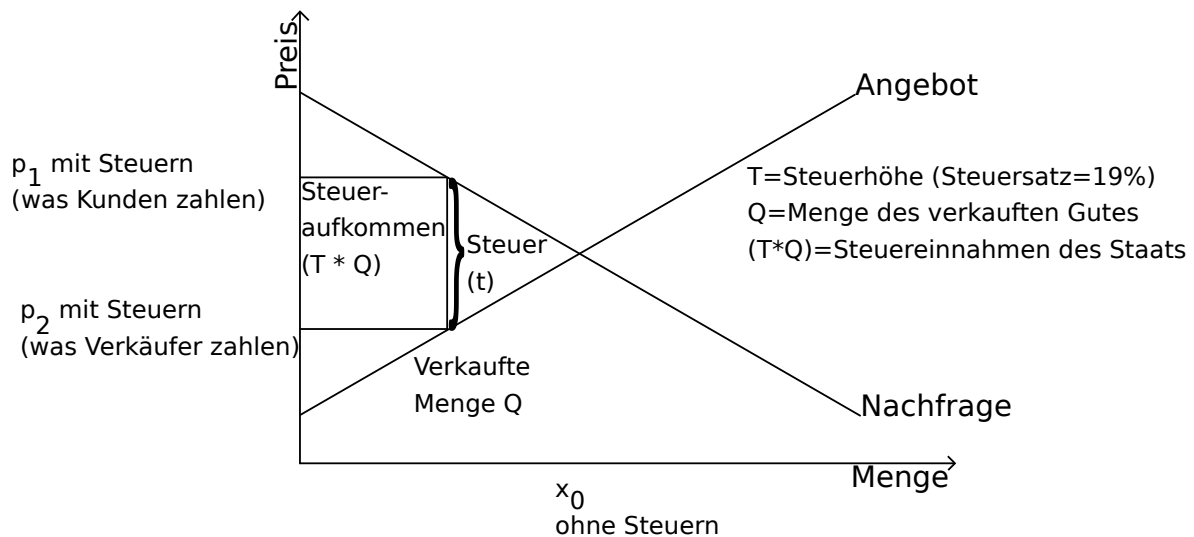 Preis
Angebot
p1 mit Steuern
(was Kunden zahlen)
T=Steuerhöhe (Steuersatz=19%)
Q=Menge des verkauften Gutes
(T*Q)=Steuereinnahmen des Staats
Steuer-
aufkommen
(T * Q)
Steuer
(t)
p2 mit Steuern
(was Verkäufer zahlen)
Verkaufte
Menge Q
Nachfrage
Menge
x0
ohne Steuern